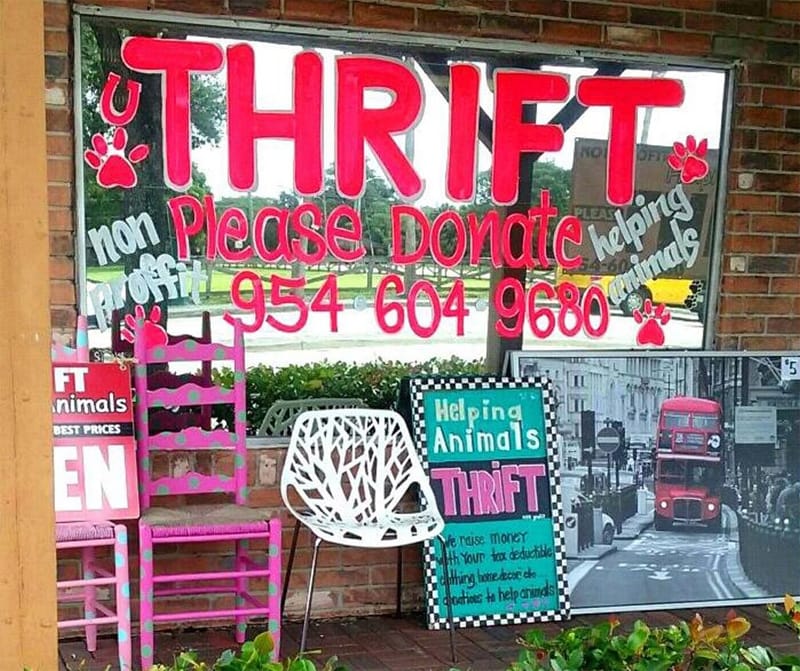 THRIFT
non profit
Please Donate
helping animals
954-604-9680
FT
nimals
BEST PRICES
EN
Helping
Animals
THRIFT
we raise money
with your tax deductible
clothing home decor etc
donations to help animals
$5